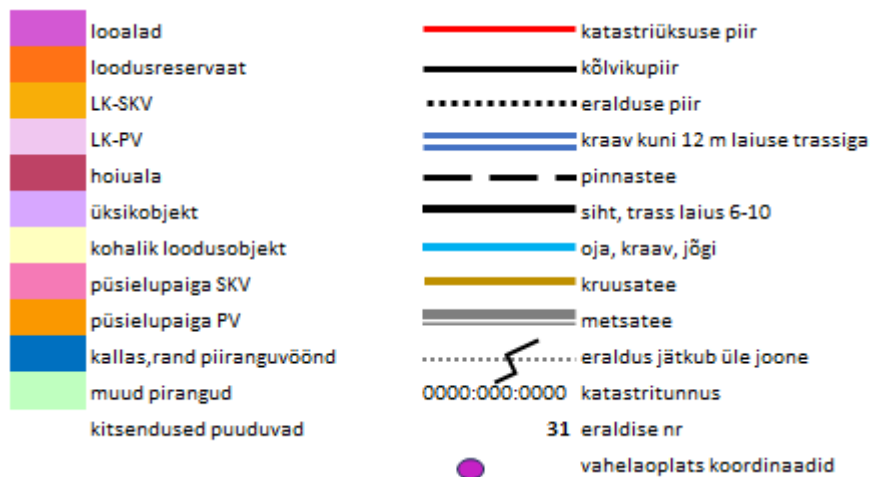 looalad
loodusreservaat
LK-SKV
LK-PV
hoiuala
üksikobjekt
kohalik loodusobjekt
püsielupaiga SKV
püsielupaiga PV
kallas,rand piiranguvöönd
muud pirangud
kitsendused puuduvad
katastriüksuse piir
kõlvikupiir
eralduse piir
kraav kuni 12 m laiuse trassiga
pinnastee
siht, trass laius 6-10
oja, kraav, jõgi
kruusatee
metsatee
eraldus jätkub üle joone
0000:000:0000 katastritunnus
31 eraldise nr
vahelaoplats koordinaadid